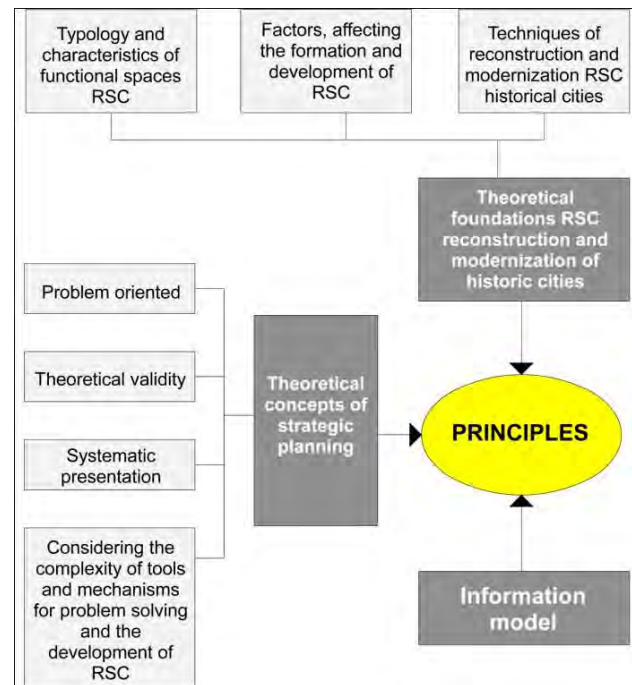 Typology and
characteristics of
functional spaces
RSC
Factors, affecting
the formation and
development of
RSC
Techniques of
reconstruction and
modernization RSC
historical cities
Theoretical
foundations RSC
reconstruction and
modernization of
historic cities
Problem oriented
Theoretical validity
Systematic
presentation
Considering the
complexity of tools
and mechanisms
for problem solving
and the
development of
RSC
Theoretical
concepts of
strategic
planning
PRINCIPLES
Information
model